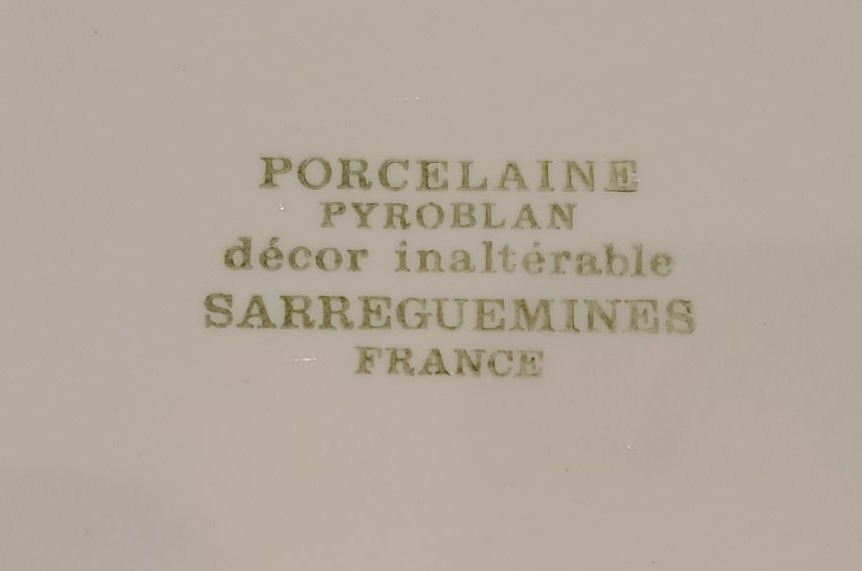 PORCELAINE
PYROBLAN
décor inaltérable
SARREGUEMINES
FRANCE